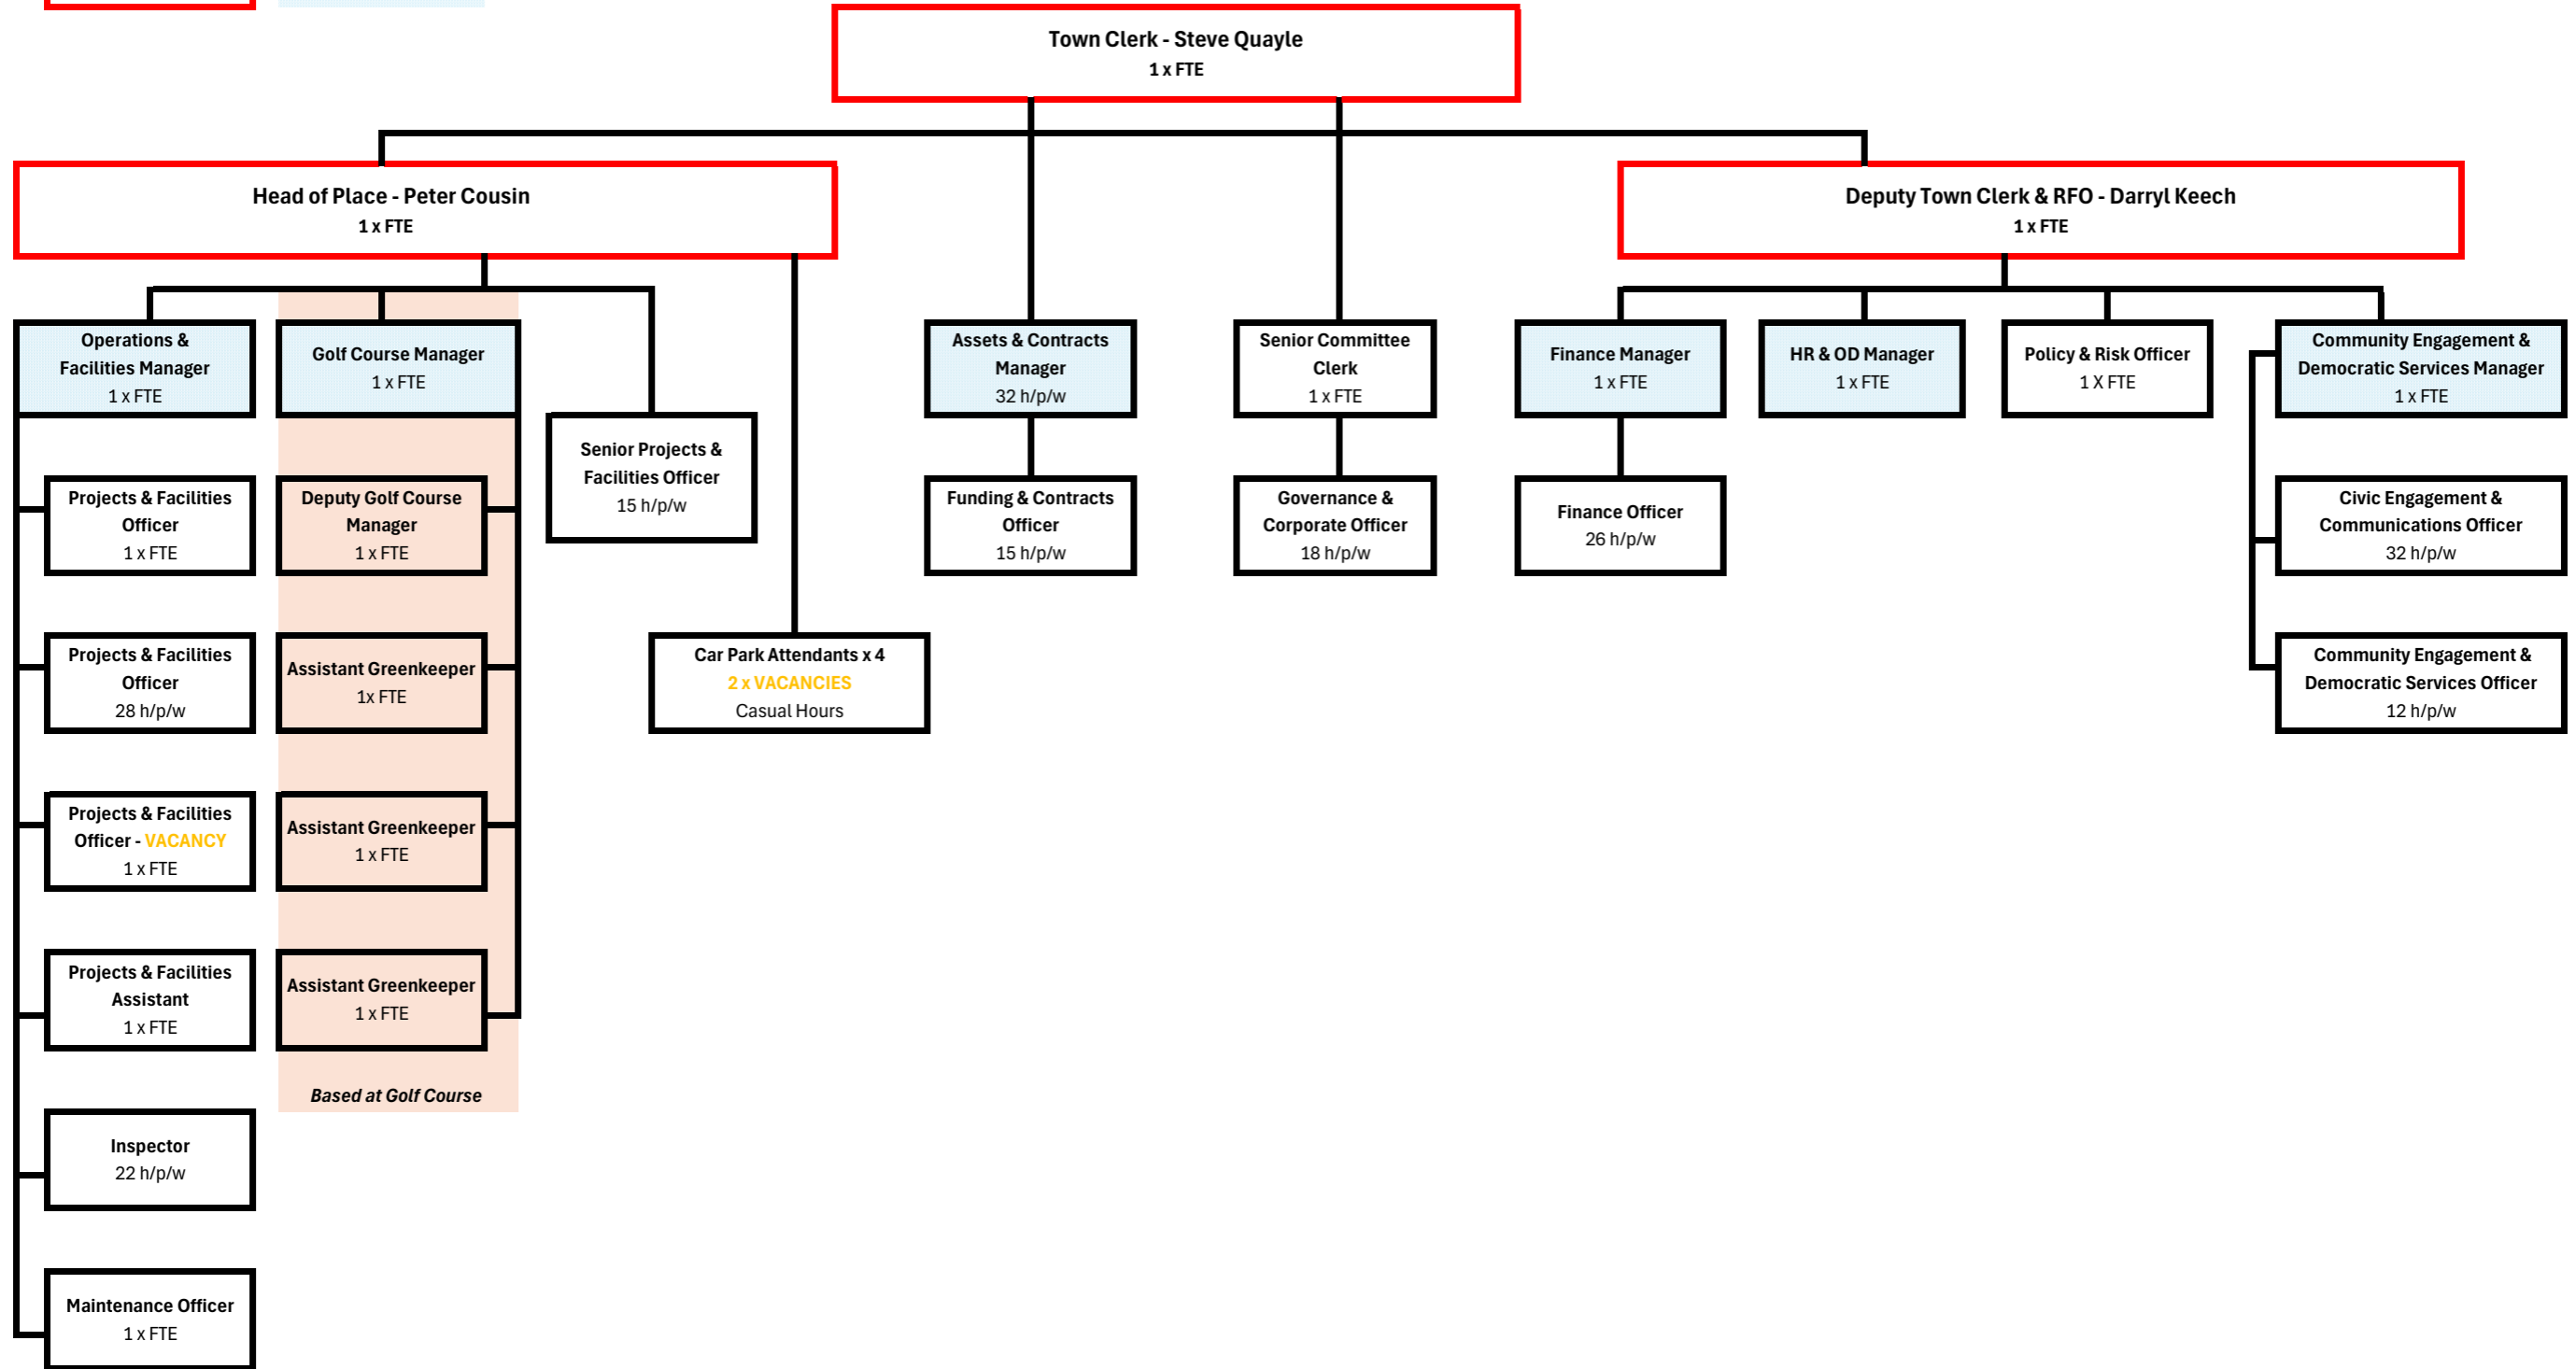 Town Clerk - Steve Quayle
1 x FTE
Head of Place - Peter Cousin
1 x FTE
Deputy Town Clerk & RFO - Darryl Keech
1 x FTE
Operations &
Facilities Manager
1 x FTE
Golf Course Manager
1 x FTE
Assets & Contracts
Manager
32 h/p/w
Senior Committee
Clerk
1 x FTE
Finance Manager
1 x FTE
HR & OD Manager
1 x FTE
Policy & Risk Officer
1 X FTE
Community Engagement &
Democratic Services Manager
1 x FTE
Senior Projects &
Facilities Officer
15 h/p/w
Projects & Facilities
Officer
1 x FTE
Deputy Golf Course
Manager
1 x FTE
Funding & Contracts
Officer
15 h/p/w
Governance &
Corporate Officer
18 h/p/w
Finance Officer
26 h/p/w
Civic Engagement &
Communications Officer
32 h/p/w
Projects & Facilities
Officer
28 h/p/w
Assistant Greenkeeper
1x FTE
Car Park Attendants x 4
2 x VACANCIES
Casual Hours
Community Engagement &
Democratic Services Officer
12 h/p/w
Projects & Facilities
Officer - VACANCY
1 x FTE
Assistant Greenkeeper
1 x FTE
Projects & Facilities
Assistant
1 x FTE
Assistant Greenkeeper
1 x FTE
Based at Golf Course
Inspector
22 h/p/w
Maintenance Officer
1 x FTE